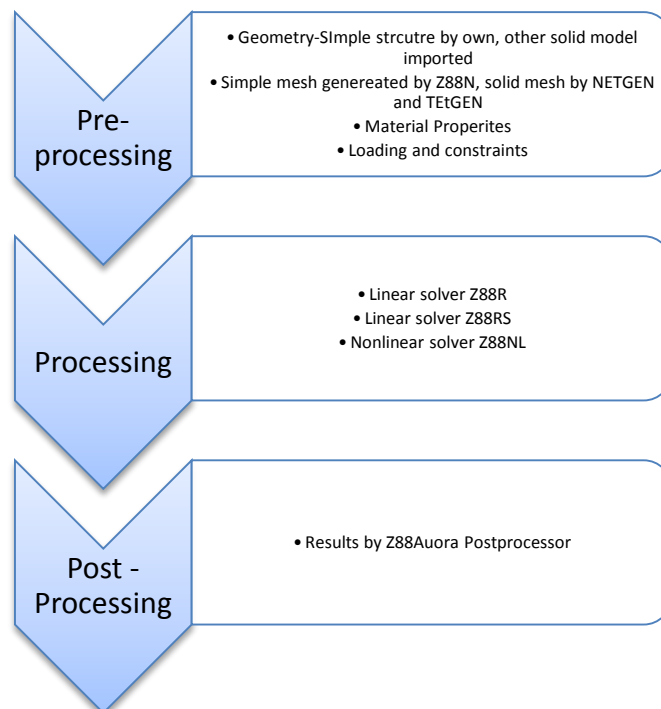 Pre-
processing
• Geometry-SImple strcutre by own, other solid model
imported
• Simple mesh genereated by Z88N, solid mesh by NETGEN
and TEtGEN
• Material Properites
• Loading and constraints
Processing
• Linear solver Z88R
• Linear solver Z88RS
• Nonlinear solver Z88NL
Post -
Processing
• Results by Z88Auora Postprocessor